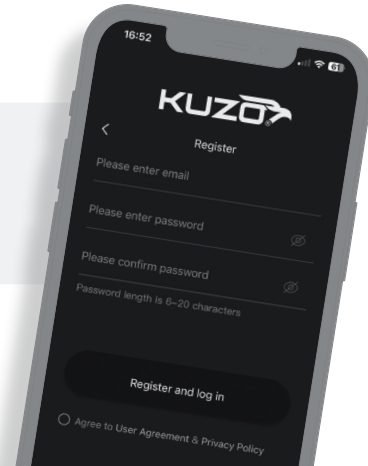 16:52
61
KUZO
Register
Please enter email
Please enter password
Please confirm password
Password length is 6–20 characters
Register and log in
Agree to User Agreement & Privacy Policy